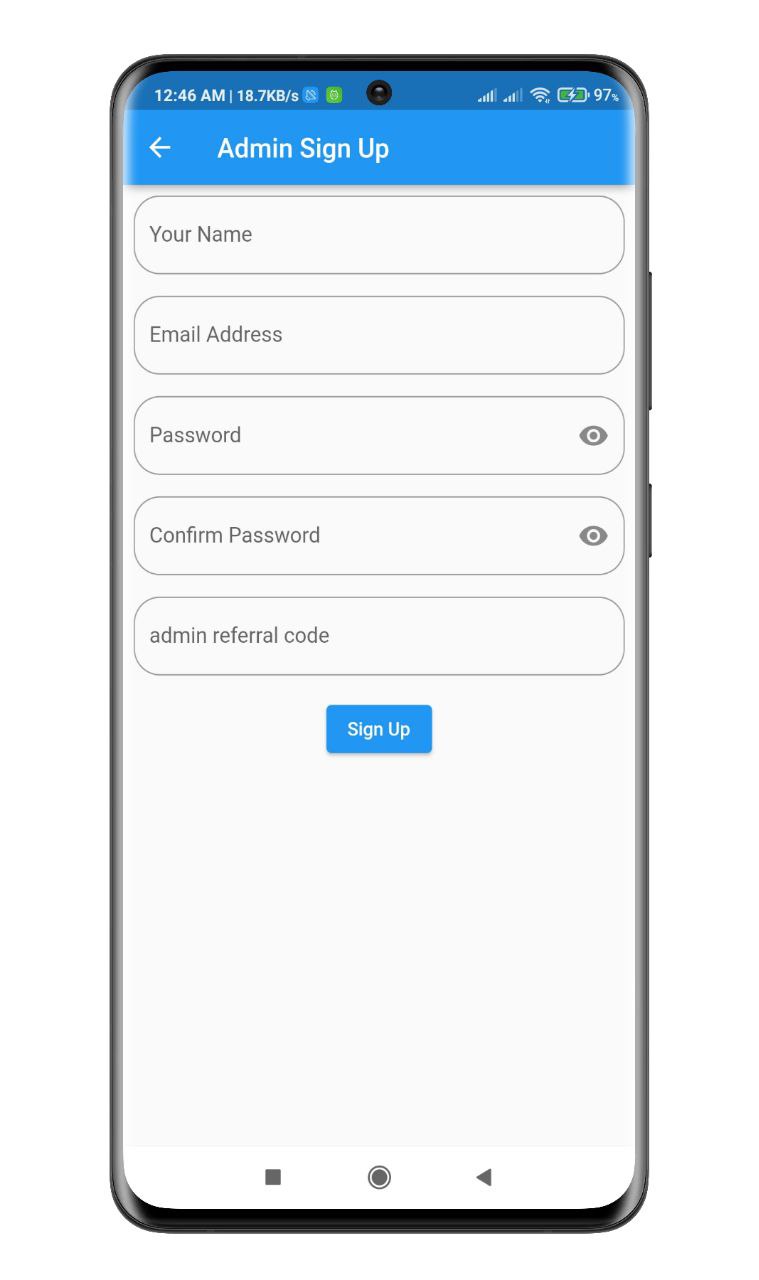 12:46 AM | 18.7KB/s 97%
Admin Sign Up
Your Name
Email Address
Password
Confirm Password
admin referral code
Sign Up